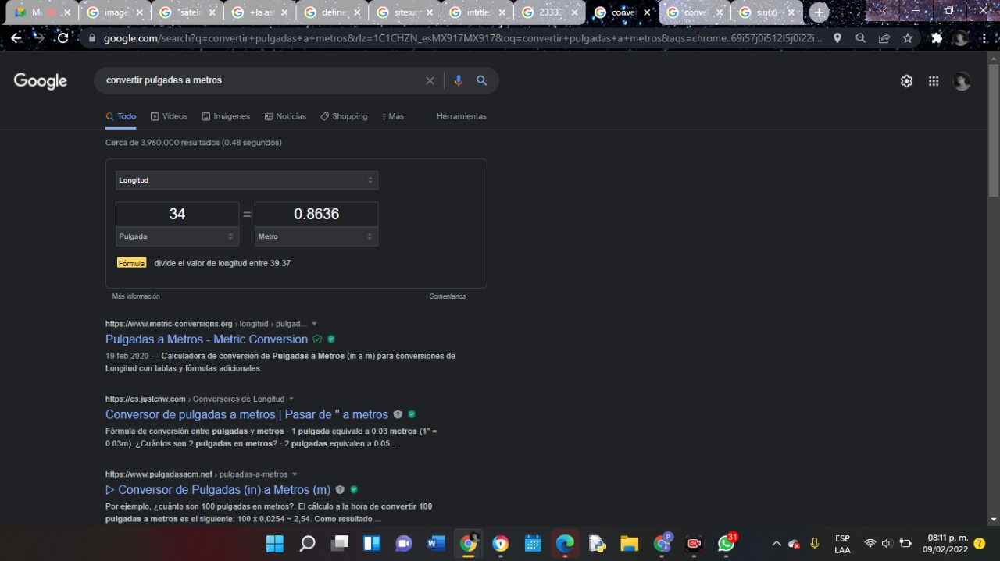 M
image
"satelit
+la.as
define
site:un
intitle:
23333
conve
conve
sin(x) -
google.com/search?q=convertir+pulgadas+a+metros&rlz=1C1CHZN_esMX917MX917&oq=convertir+pulgadas+a+metros&aqs=chrome..69i57j0i512l5j0i22i...
Google
convertir pulgadas a metros
Todo Videos Imágenes Noticias Shopping Más Herramientas
Cerca de 3,960,000 resultados (0.48 segundos)
Longitud
34 = 0.8636
Pulgada Metro
Fórmula divide el valor de longitud entre 39.37
Más información Comentarios
https://www.metric-conversions.org › longitud › pulgad...
Pulgadas a Metros - Metric Conversion
19 feb 2020 — Calculadora de conversión de Pulgadas a Metros (in a m) para conversiones de
Longitud con tablas y fórmulas adicionales.
https://es.justcnw.com › Conversores de Longitud
Conversor de pulgadas a metros | Pasar de " a metros
Fórmula de conversión entre pulgadas y metros · 1 pulgada equivale a 0.03 metros (1" =
0.03m). ¿Cuántos son 2 pulgadas en metros? · 2 pulgadas equivalen a 0.05 ...
https://www.pulgadasacm.net › pulgadas-a-metros
▷ Conversor de Pulgadas (in) a Metros (m)
Por ejemplo, ¿cuánto son 100 pulgadas en metros?. El cálculo a la hora de convertir 100
pulgadas a metros es el siguiente: 100 x 0,0254 = 2,54. Como resultado ...
31
ESP
LAA
08:11 p. m.
09/02/2022
7